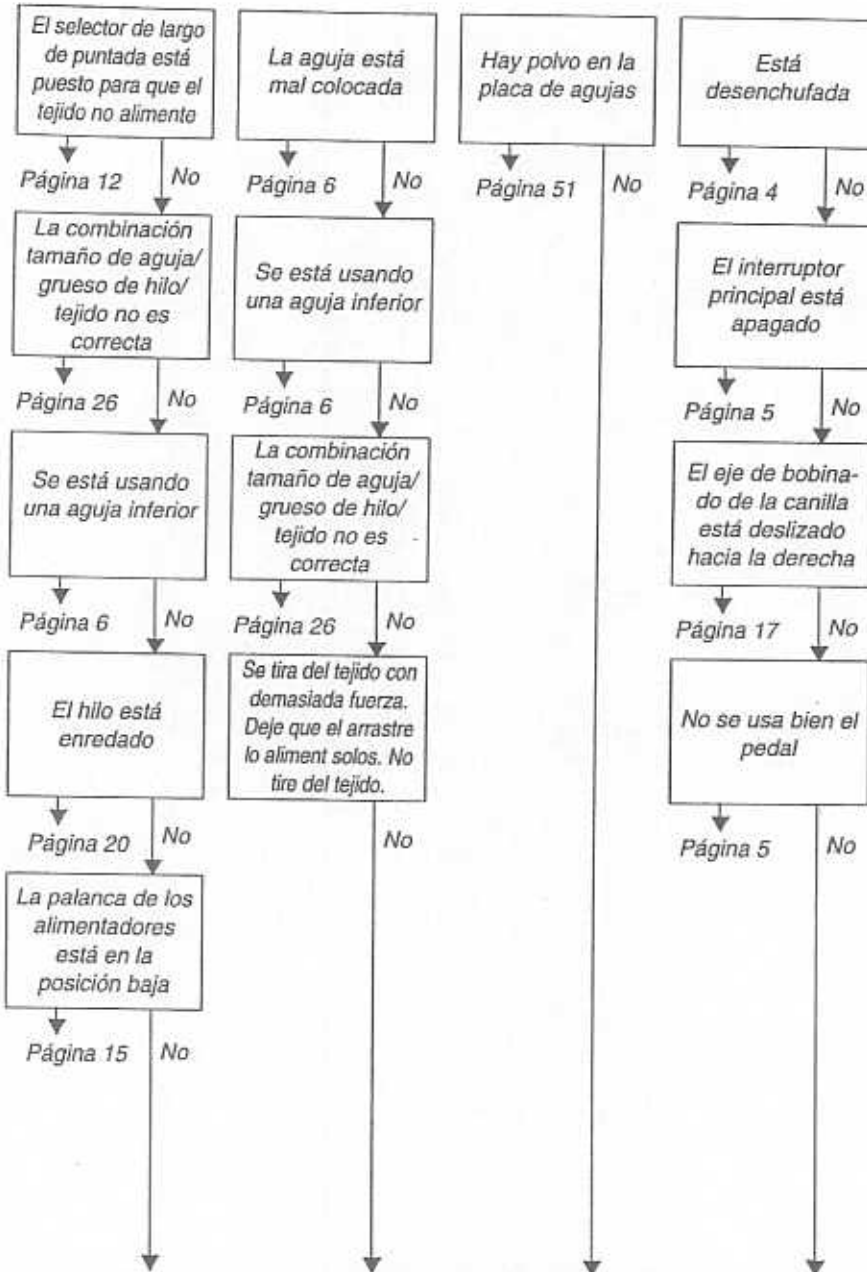 El selector de largo
de puntada está
puesto para que el
tejido no alimente
Página 12
No
La combinación
tamaño de aguja/
grueso de hilo/
tejido no es
correcta
Página 26
No
Se está usando
una aguja inferior
Página 6
No
El hilo está
enredado
Página 20
No
La palanca de los
alimentadores
está en la
posición baja
Página 15
No
La aguja está
mal colocada
Página 6
No
Se está usando
una aguja inferior
Página 6
No
La combinación
tamaño de aguja/
grueso de hilo/
tejido no es
correcta
Página 26
No
Se tira del tejido con
demasiada fuerza.
Deje que el arrastre
lo aliment solos. No
tire del tejido.
No
Hay polvo en la
placa de agujas
Página 51
No
Está
desenchufada
Página 4
No
El interruptor
principal está
apagado
Página 5
No
El eje de bobina-
do de la canilla
está deslizado
hacia la derecha
Página 17
No
No se usa bien el
pedal
Página 5
No